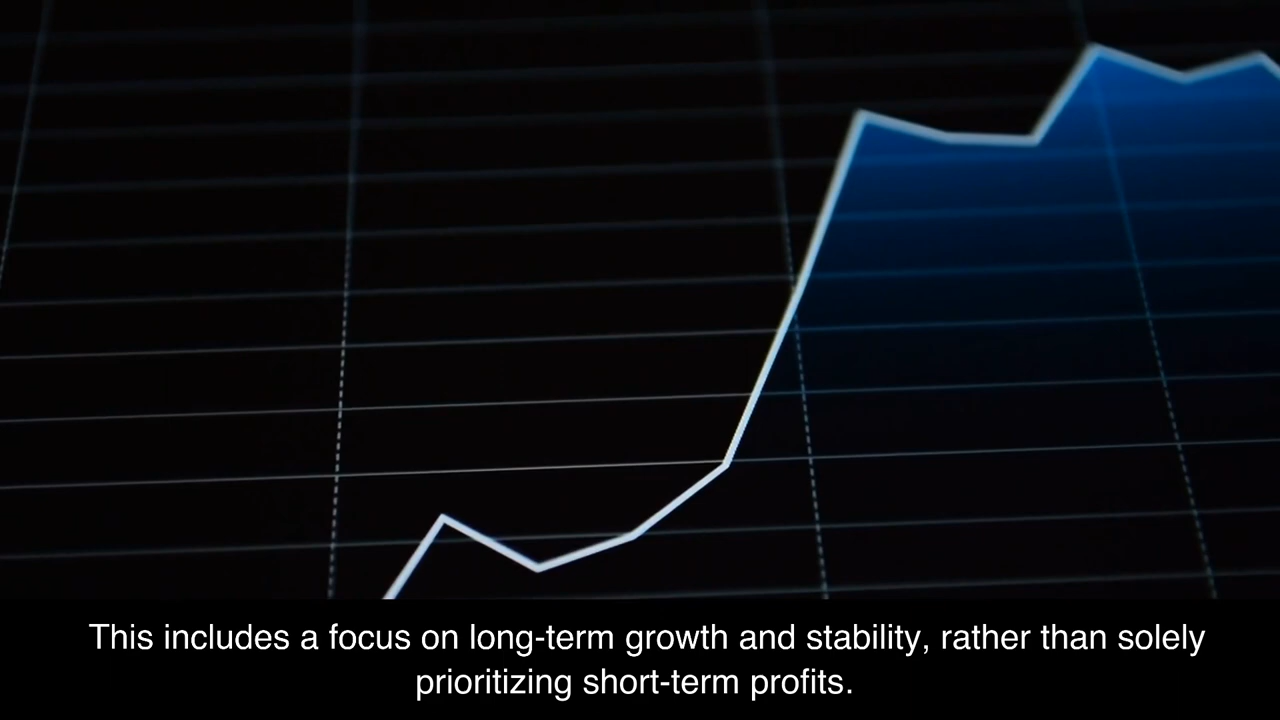 This includes a focus on long-term growth and stability, rather than solely
prioritizing short-term profits.